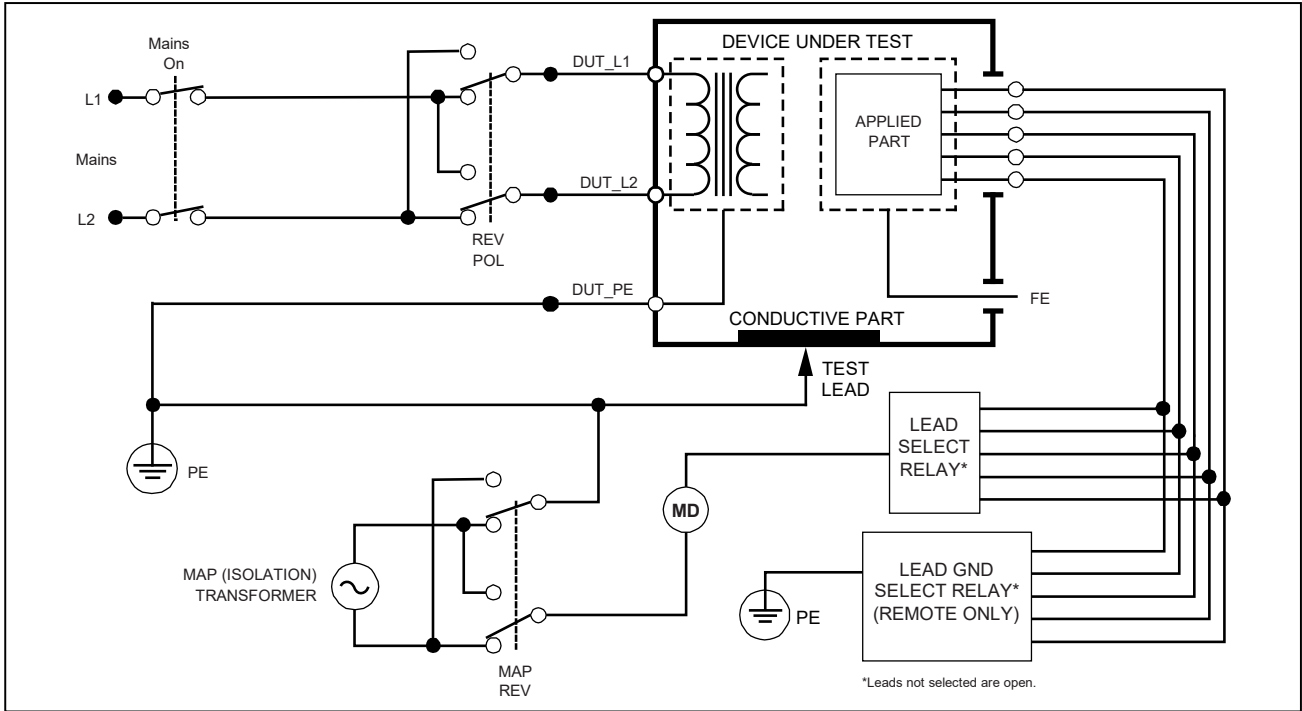 Mains
On
DUT_L1
DEVICE UNDER TEST
L1
APPLIED
PART
Mains
DUT_L2
L2
REV
POL
DUT_PE
FE
CONDUCTIVE PART
TEST
LEAD
LEAD
SELECT
RELAY*
PE
MD
MAP (ISOLATION)
TRANSFORMER
LEAD GND
SELECT RELAY*
(REMOTE ONLY)
PE
MAP
REV
*Leads not selected are open.